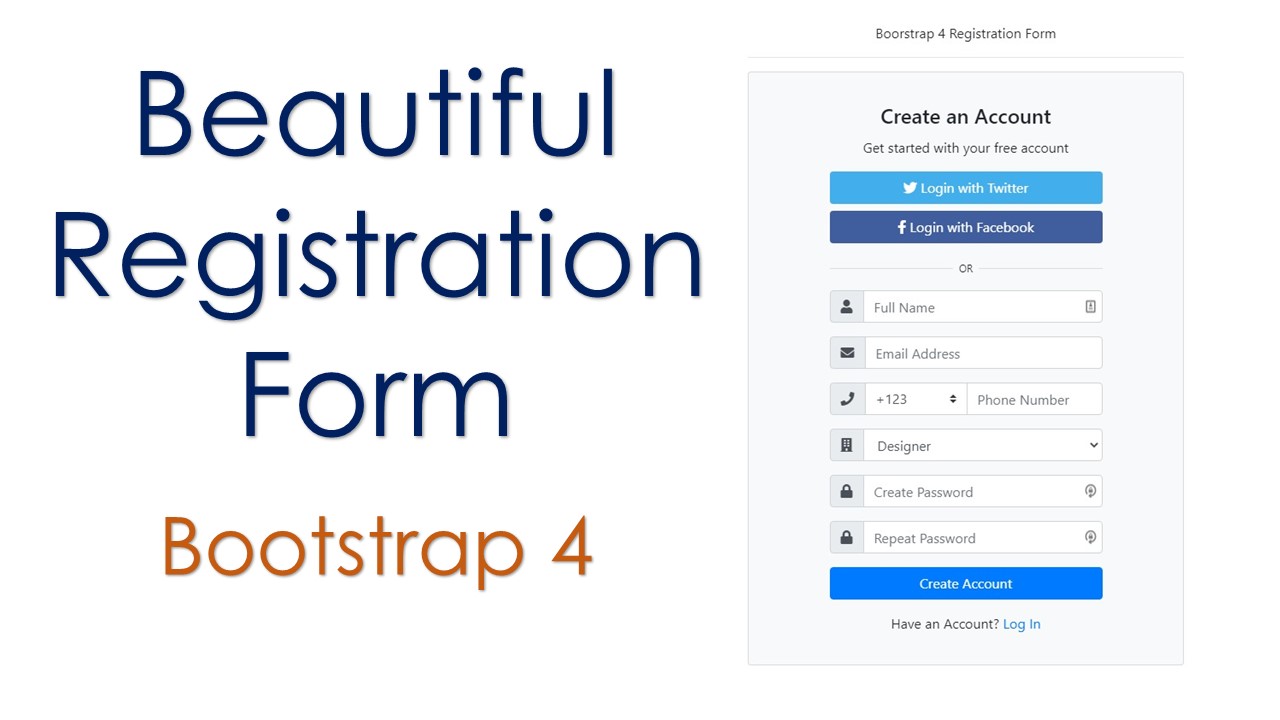 Beautiful
Registration
Form
Bootstrap 4
Boorstrap 4 Registration Form
Create an Account
Get started with your free account
Login with Twitter
Login with Facebook
OR
Full Name
Email Address
+123 Phone Number
Designer
Create Password
Repeat Password
Create Account
Have an Account? Log In